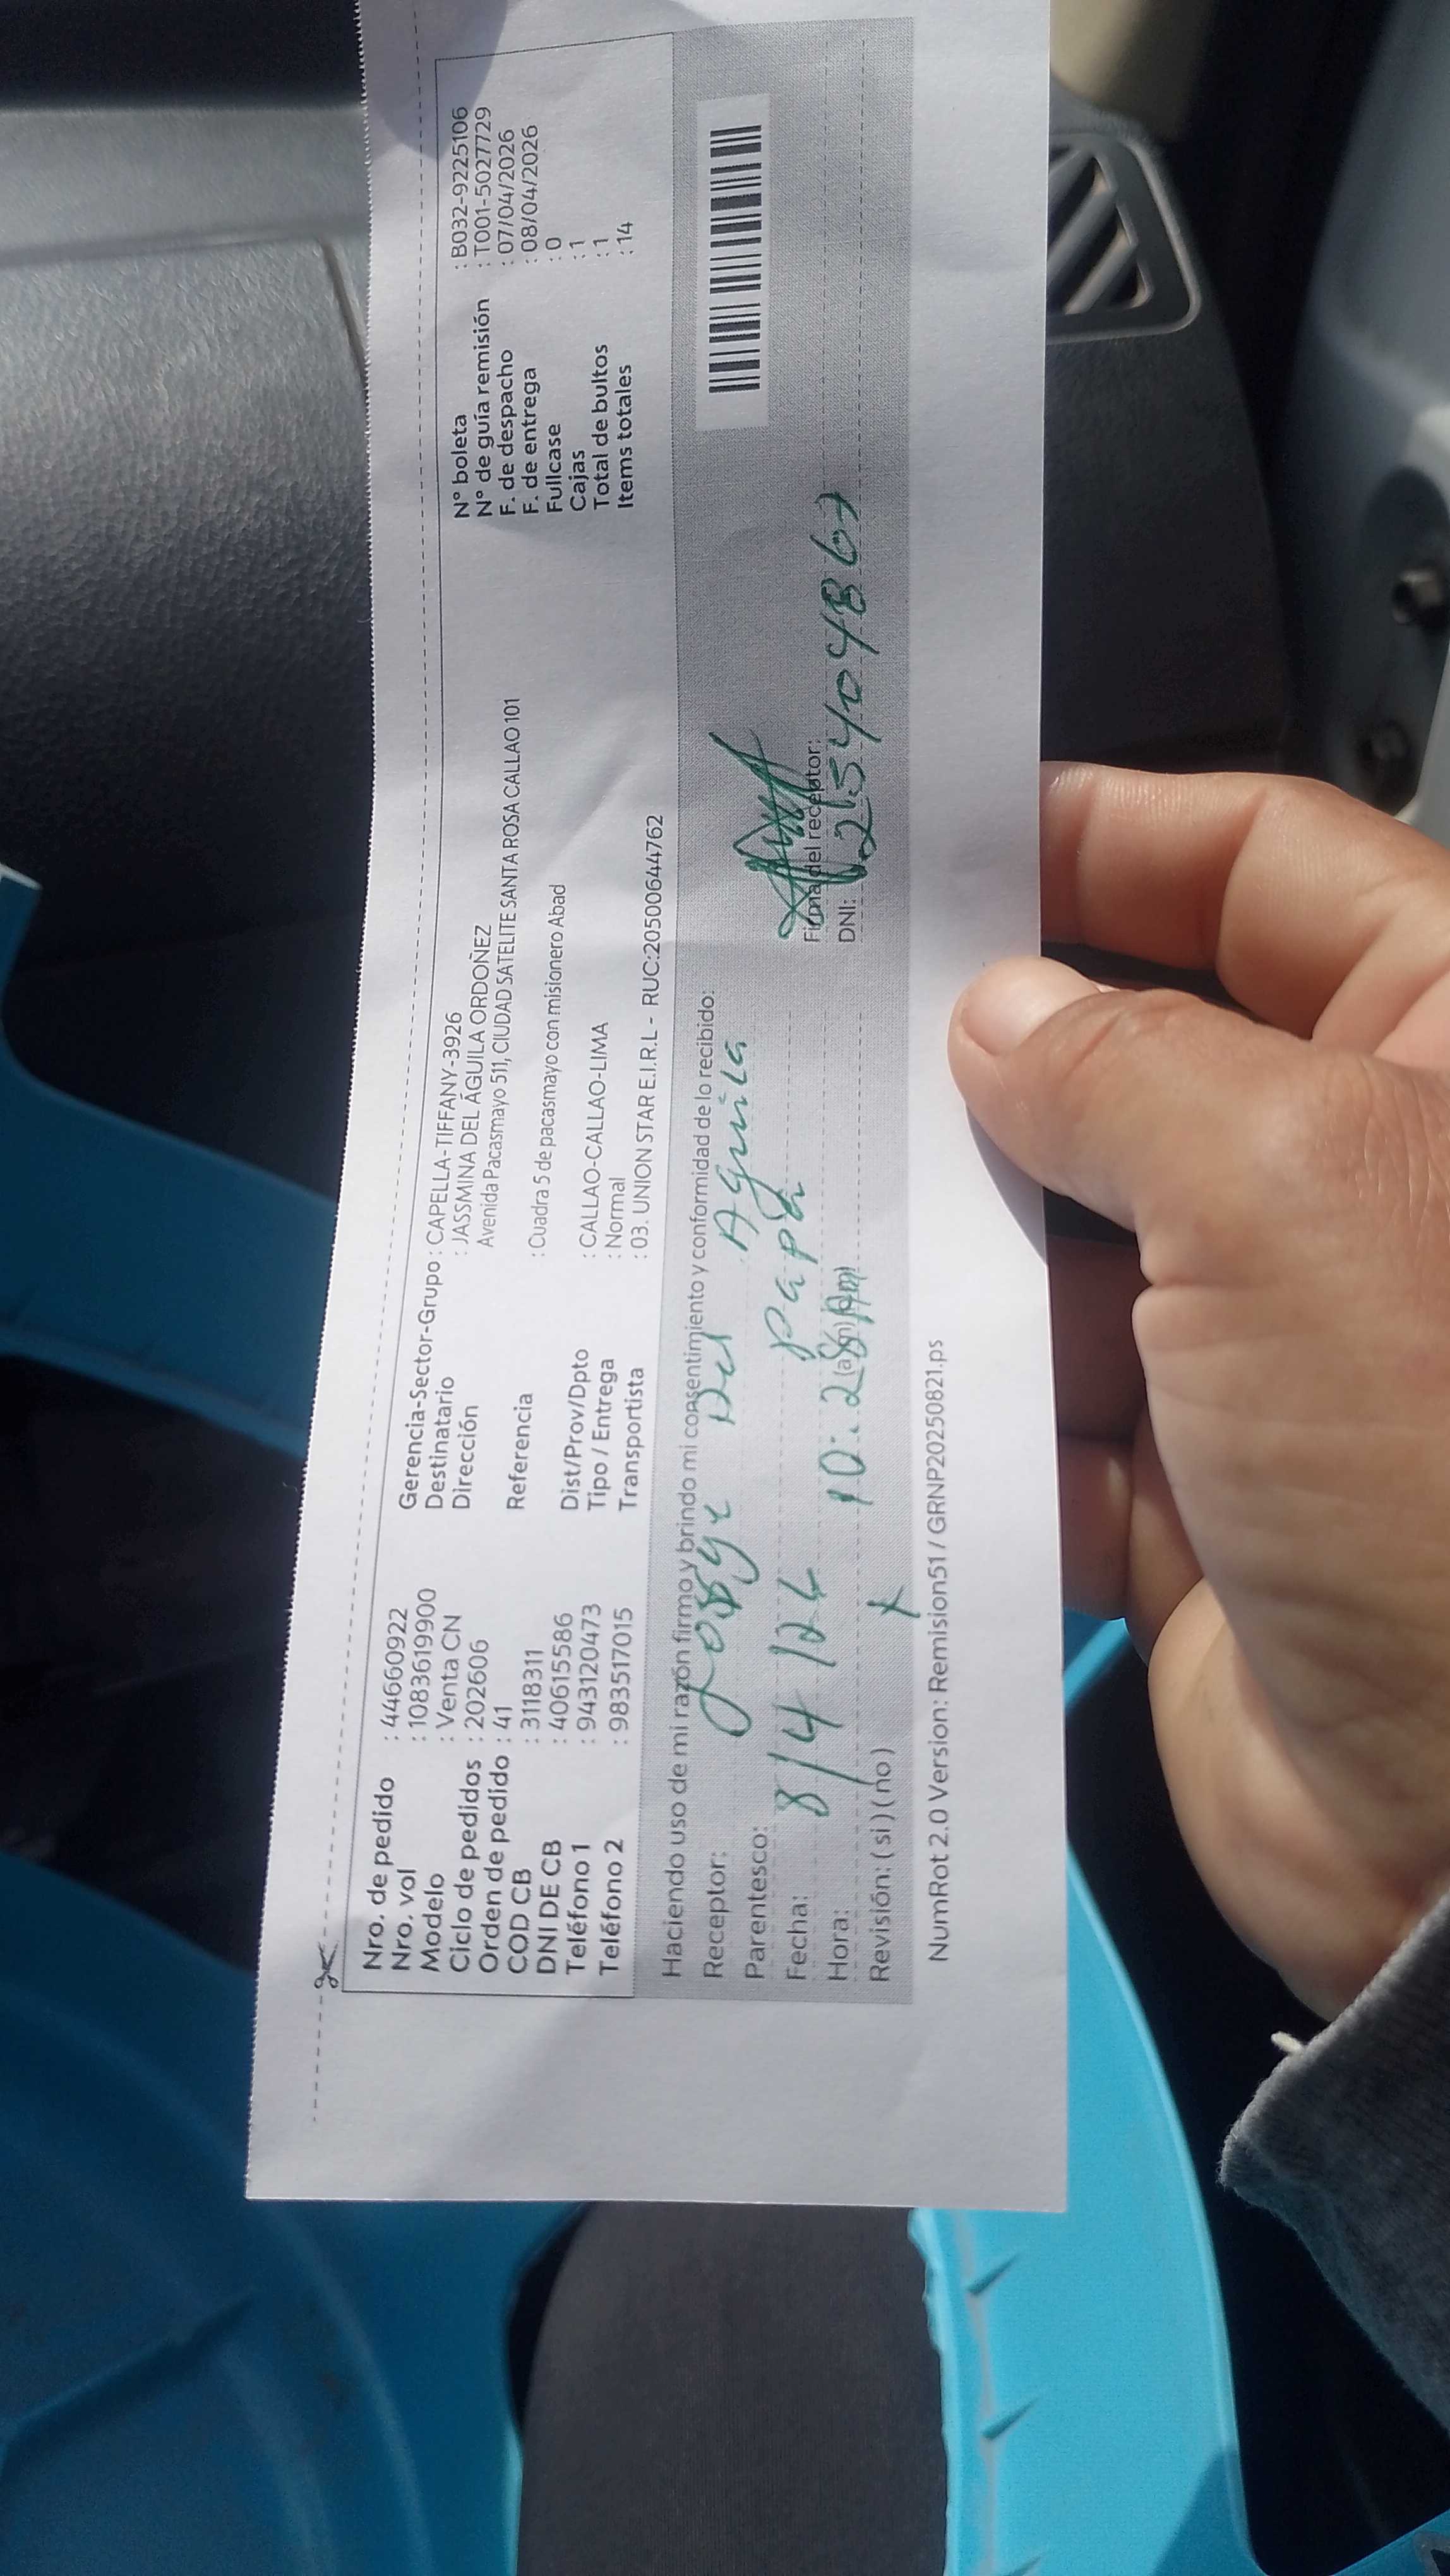 Nro. de pedido : 44660922
Nro. vol : 1083619900
Modelo : Venta CN
Ciclo de pedidos : 202606
Orden de pedido : 41
COD CB : 3118311
DNI DE CB : 40615586
Teléfono 1 : 943120473
Teléfono 2 : 983517015
Gerencia-Sector-Grupo : CAPELLA-TIFFANY-3926
Destinatario : JASSMINA DEL ÁGUILA ORDOÑEZ
Dirección Avenida Pacasmayo 511, CIUDAD SATELITE SANTA ROSA CALLAO 101
Referencia : Cuadra 5 de pacasmayo con misionero Abad
Dist/Prov/Dpto : CALLAO-CALLAO-LIMA
Tipo / Entrega : Normal
Transportista : 03. UNION STAR E.I.R.L - RUC:20500644762
N° boleta : B032-9225106
N° de guía remisión : T001-5027729
F. de despacho : 07/04/2026
F. de entrega : 08/04/2026
Fullcase : 0
Cajas : 1
Total de bultos : 1
Items totales : 14
Haciendo uso de mi razón firmo y brindo mi consentimiento y conformidad de lo recibido:
Receptor: Jorge Del Aguila
Parentesco: papá
Fecha: 8/4/26
Hora: 10:28
Revisión: ( si ) ( no ) x
Firma del receptor:
DNI: 25404867
NumRot 2.0 Version: Remision51 / GRNP20250821.ps